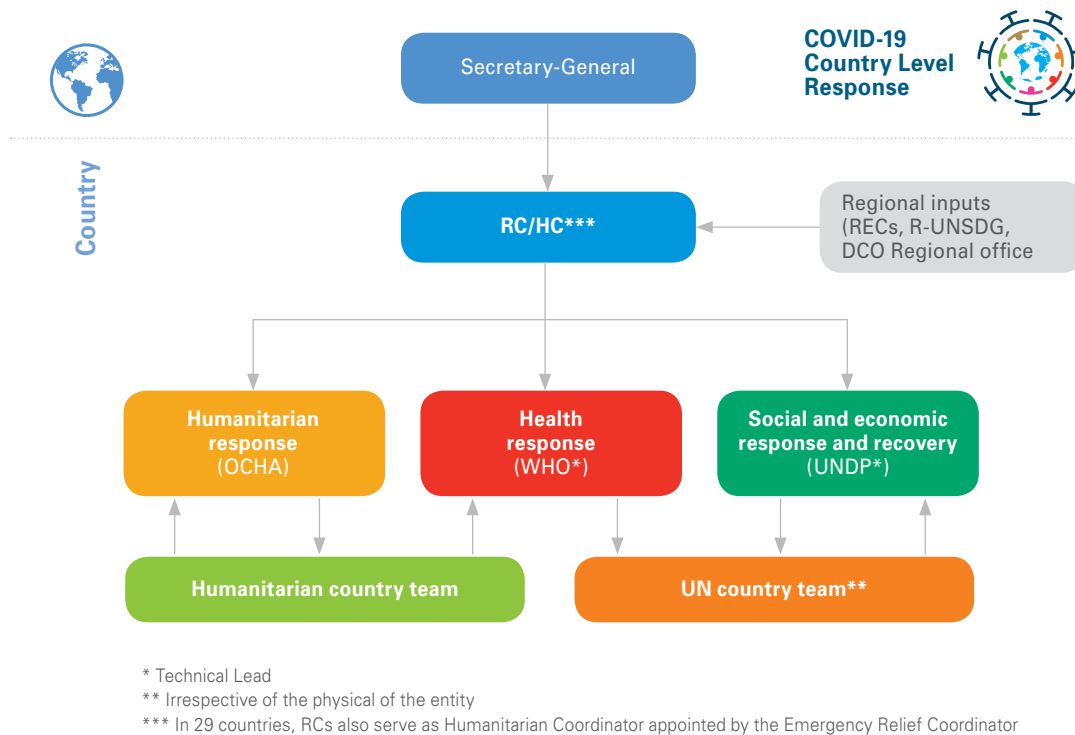 Secretary-General
COVID-19
Country Level
Response
Country
RC/HC***
Regional inputs
(RECs, R-UNSDG,
DCO Regional office
Humanitarian
response
(OCHA)
Health
response
(WHO*)
Social and economic
response and recovery
(UNDP*)
Humanitarian country team
UN country team**
* Technical Lead
** Irrespective of the physical of the entity
*** In 29 countries, RCs also serve as Humanitarian Coordinator appointed by the Emergency Relief Coordinator